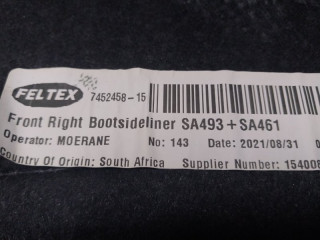 FELTEX 7452458-15
Front Right Bootsideliner SA493+SA461
Operator: MOERANE No: 143 Date: 2021/08/31
Country Of Origin: South Africa Supplier Number: 154008